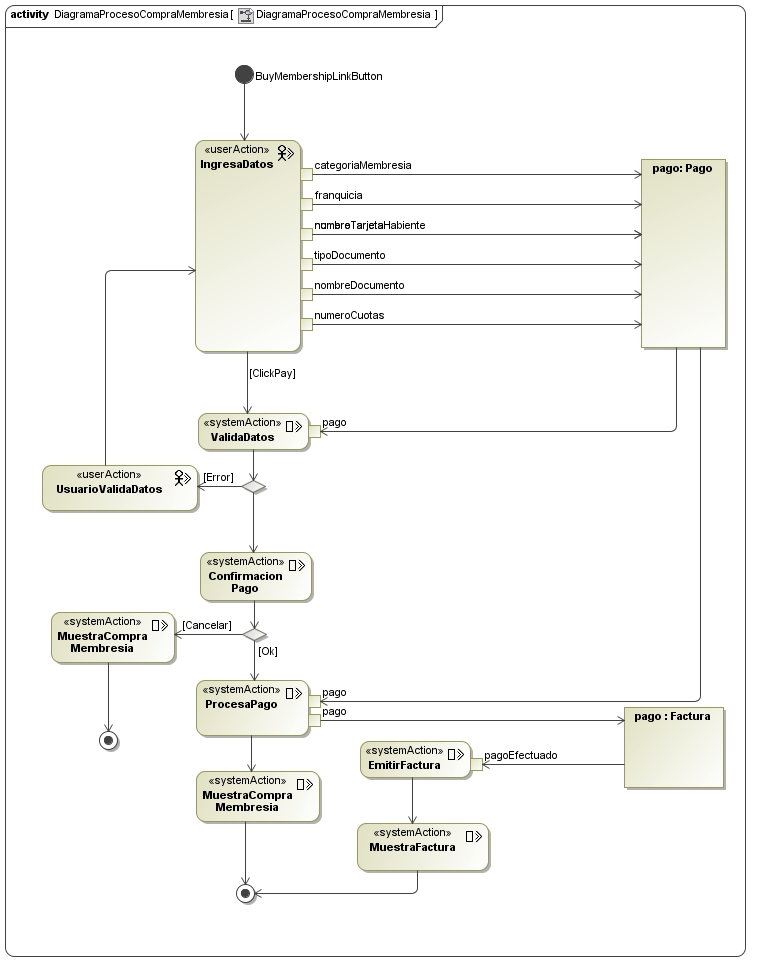 activity DiagramaProcesoCompraMembresia[ DiagramaProcesoCompraMembresia ]
BuyMembershipLinkButton
«userAction»
IngresaDatos
categoriaMembresia
franquicia
nombreTarjetaHabiente
tipoDocumento
nombreDocumento
numeroCuotas
pago: Pago
[ClickPay]
«systemAction»
ValidaDatos
pago
«userAction»
UsuarioValidaDatos
[Error]
«systemAction»
Confirmacion
Pago
«systemAction»
MuestraCompra
Membresia
[Cancelar]
[Ok]
«systemAction»
ProcesaPago
pago
pago
pago : Factura
«systemAction»
EmitirFactura
pagoEfectuado
«systemAction»
MuestraCompra
Membresia
«systemAction»
MuestraFactura